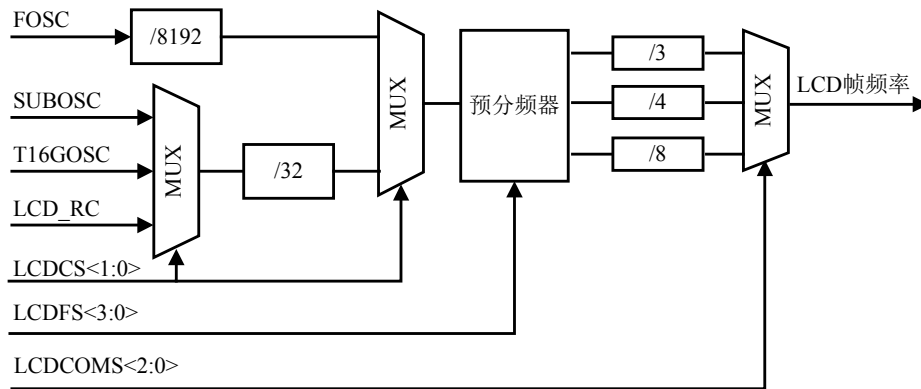 FOSC
/8192
MUX
/3
SUBOSC
MUX
预分频器
/4
MUX
LCD帧频率
T16GOSC
/32
/8
LCD_RC
LCDCS<1:0>
LCDFS<3:0>
LCDCOMS<2:0>